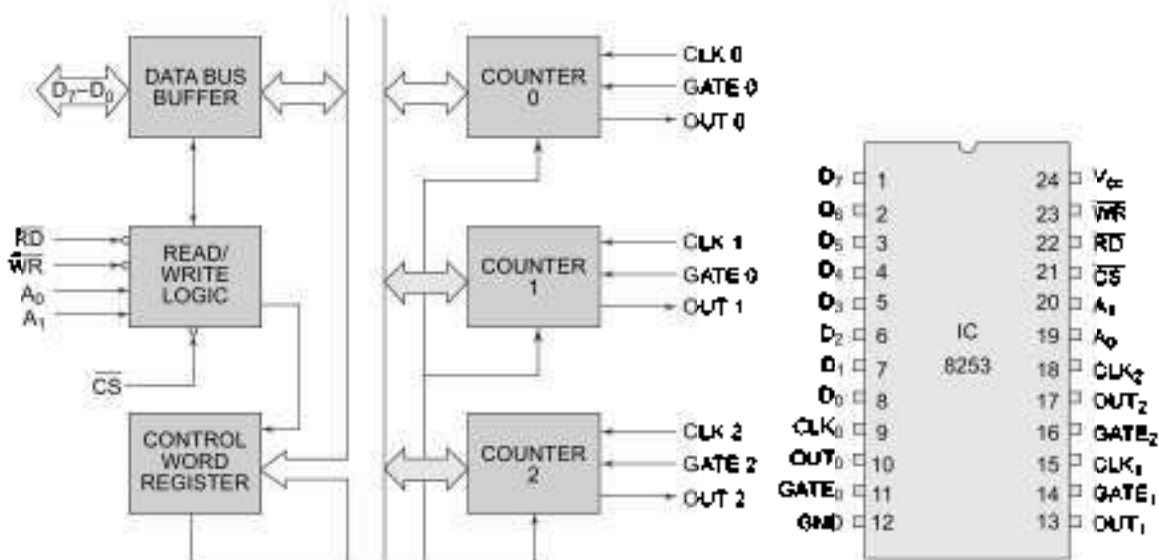 D7–D0
DATA BUS
BUFFER
COUNTER
0
CLK 0
GATE 0
OUT 0
RD
WR
A0
A1
READ/
WRITE
LOGIC
CS
COUNTER
1
CLK 1
GATE 0
OUT 1
CONTROL
WORD
REGISTER
COUNTER
2
CLK 2
GATE 2
OUT 2
IC
8253
D7 1
D6 2
D5 3
D4 4
D3 5
D2 6
D1 7
D0 8
CLK0 9
OUT0 10
GATE0 11
GND 12
24 Vcc
23 WR
22 RD
21 CS
20 A1
19 A0
18 CLK2
17 OUT2
16 GATE2
15 CLK1
14 GATE1
13 OUT1